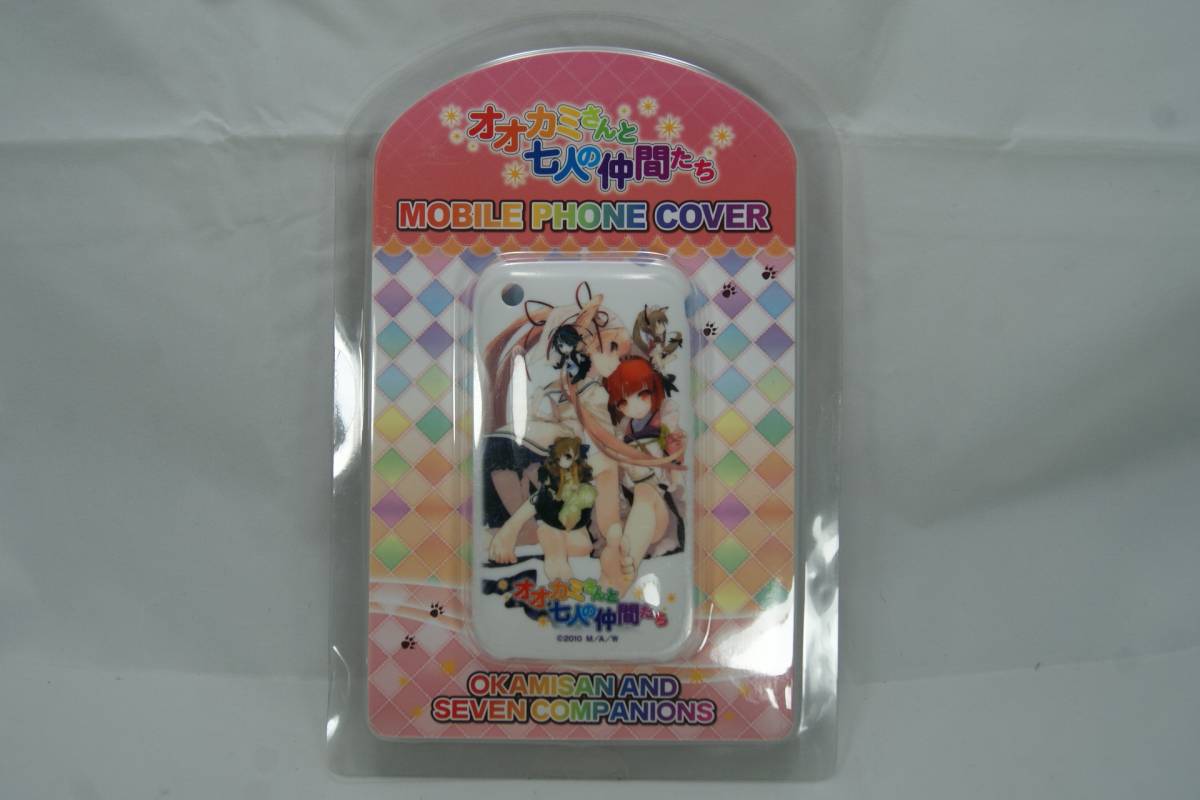 オオカミさんと
七人の仲間たち
MOBILE PHONE COVER
オオカミさんと
七人の仲間たち
©2010 M/A/W
OKAMISAN AND
SEVEN COMPANIONS